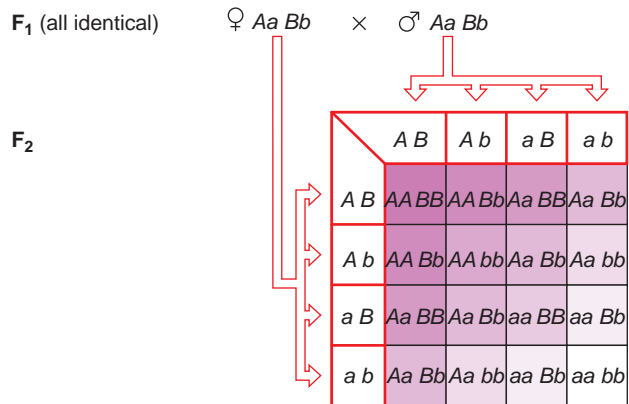 F1 (all identical) ♀ Aa Bb × ♂ Aa Bb
F2
A B A b a B a b
A B AA BB AA Bb Aa BB Aa Bb
A b AA Bb AA bb Aa Bb Aa bb
a B Aa BB Aa Bb aa BB aa Bb
a b Aa Bb Aa bb aa Bb aa bb